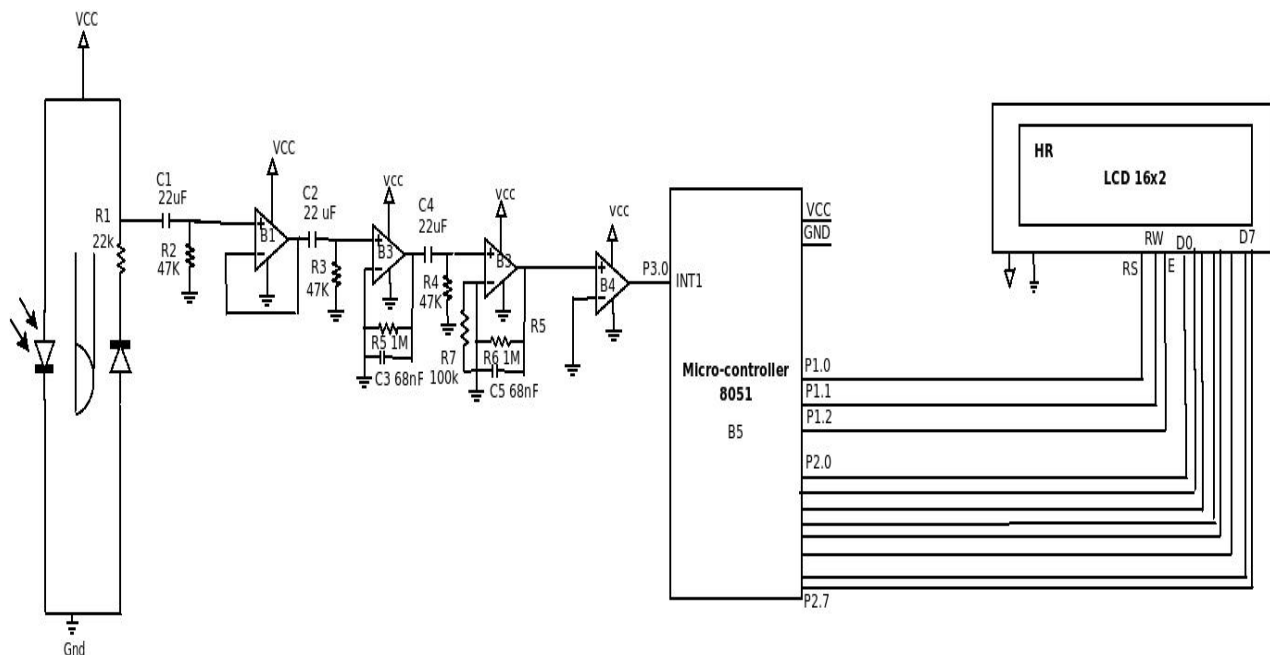 VCC
R1
22k
C1
22uF
R2
47K
VCC
B1
C2
22 uF
R3
47K
vcc
B3
R5 1M
C3 68nF
C4
22uF
R4
47K
vcc
B3
R5
R7
100k
R6 1M
C5 68nF
vcc
B4
P3.0
INT1
Micro-controller
8051
B5
VCC
GND
P1.0
P1.1
P1.2
P2.0
P2.7
HR
LCD 16x2
RS
RW
E
D0
D7
Gnd